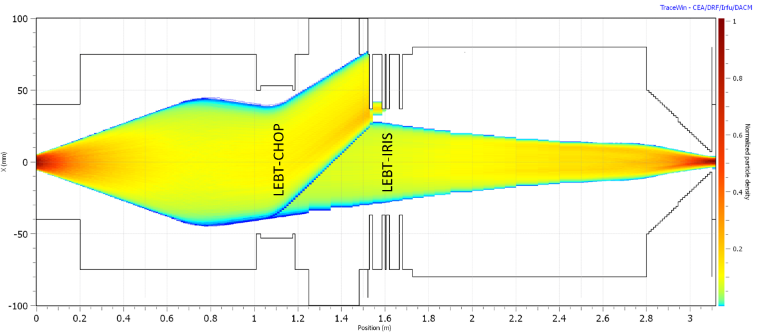 TraceWin - CEA/DRF/Irfu/DACM
100
50
0
-50
-100
X (mm)
LEBT-CHOP
LEBT-IRIS
1
0.8
0.6
0.4
0.2
Normalized particle density
0 0.2 0.4 0.6 0.8 1 1.2 1.4 1.6 1.8 2 2.2 2.4 2.6 2.8 3
Position (m)